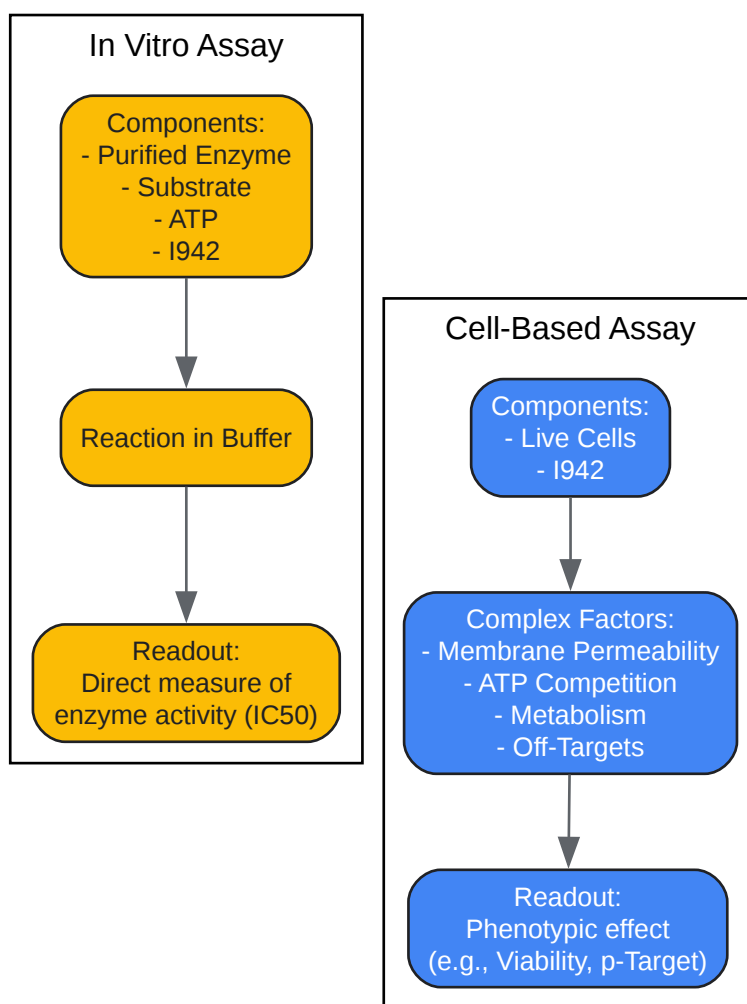 In Vitro Assay
Components:
- Purified Enzyme
- Substrate
- ATP
- I942
Reaction in Buffer
Readout:
Direct measure of
enzyme activity (IC50)
Cell-Based Assay
Components:
- Live Cells
- I942
Complex Factors:
- Membrane Permeability
- ATP Competition
- Metabolism
- Off-Targets
Readout:
Phenotypic effect
(e.g., Viability, p-Target)